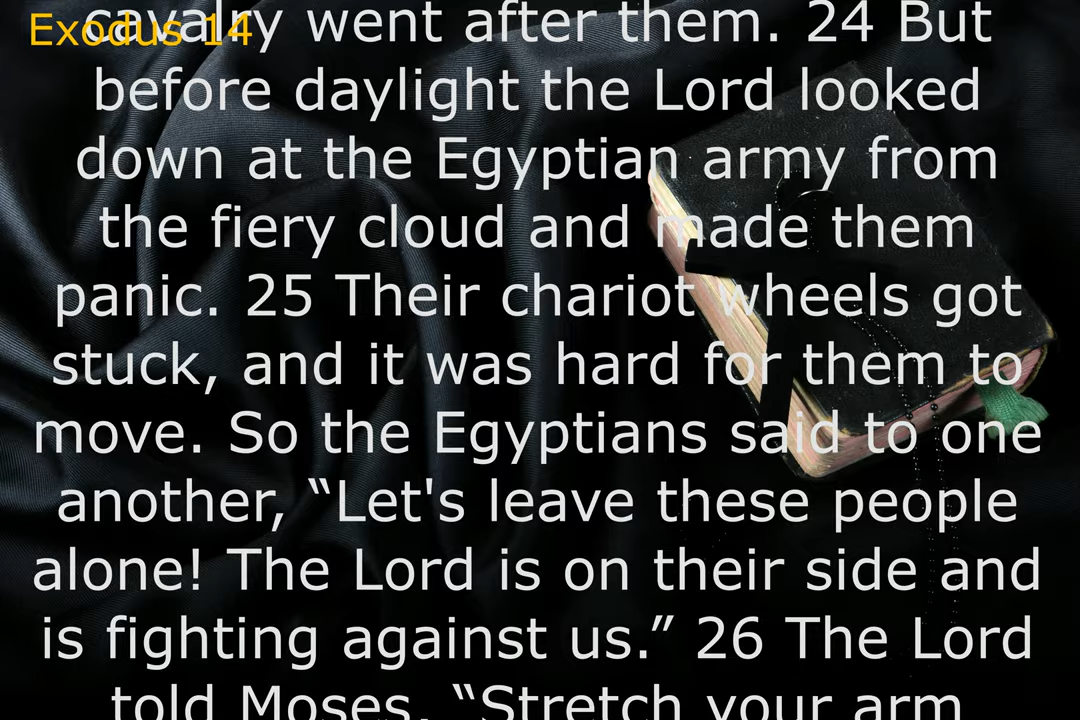 Exodus 14
cavalry went after them. 24 But
before daylight the Lord looked
down at the Egyptian army from
the fiery cloud and made them
panic. 25 Their chariot wheels got
stuck, and it was hard for them to
move. So the Egyptians said to one
another, “Let's leave these people
alone! The Lord is on their side and
is fighting against us.” 26 The Lord
told Moses, “Stretch your arm